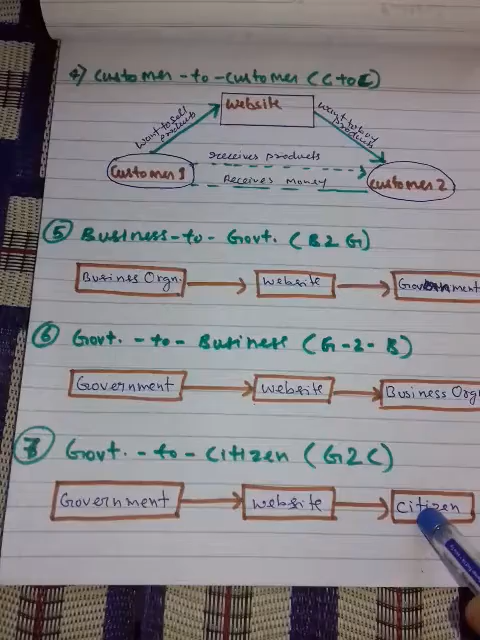 4) Customer-to-customer (C to C)
Website
Want to sell products
Want to buy products
receives products
Customer 1
Customer 2
Receives Money
5 Business-to-Govt. (B2G)
Business Orgn.
Website
6 Govt.-to-Business (G-2-B)
Government
Website
Business Orgn
7 Govt.-to-Citizen (G2C)
Government
Website
Citizen